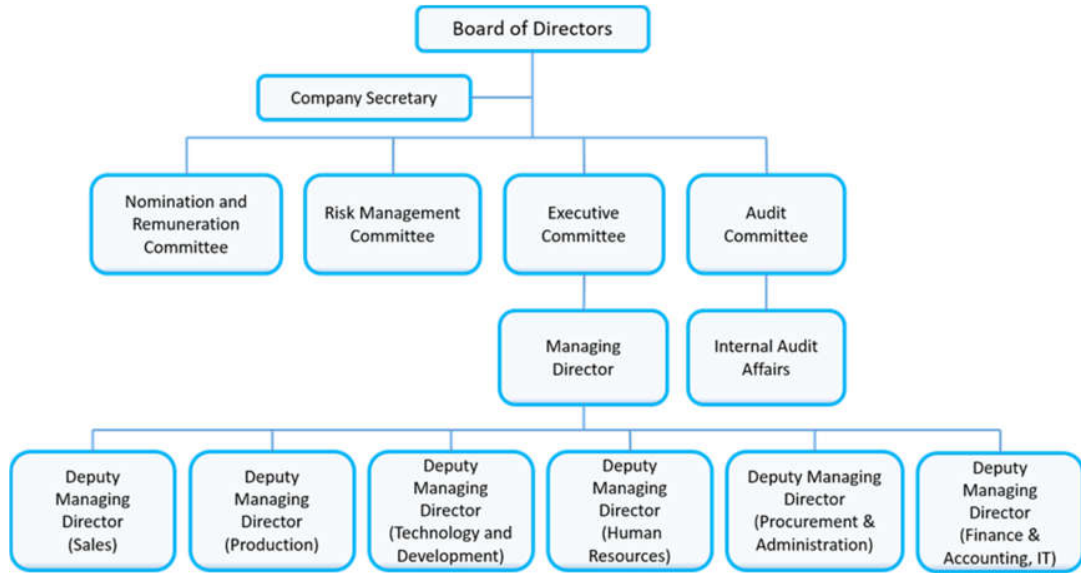 Board of Directors
Company Secretary
Nomination and
Remuneration
Committee
Risk Management
Committee
Executive
Committee
Audit
Committee
Managing
Director
Internal Audit
Affairs
Deputy
Managing
Director
(Sales)
Deputy
Managing
Director
(Production)
Deputy
Managing
Director
(Technology and
Development)
Deputy
Managing
Director
(Human
Resources)
Deputy Managing
Director
(Procurement &
Administration)
Deputy
Managing
Director
(Finance &
Accounting, IT)